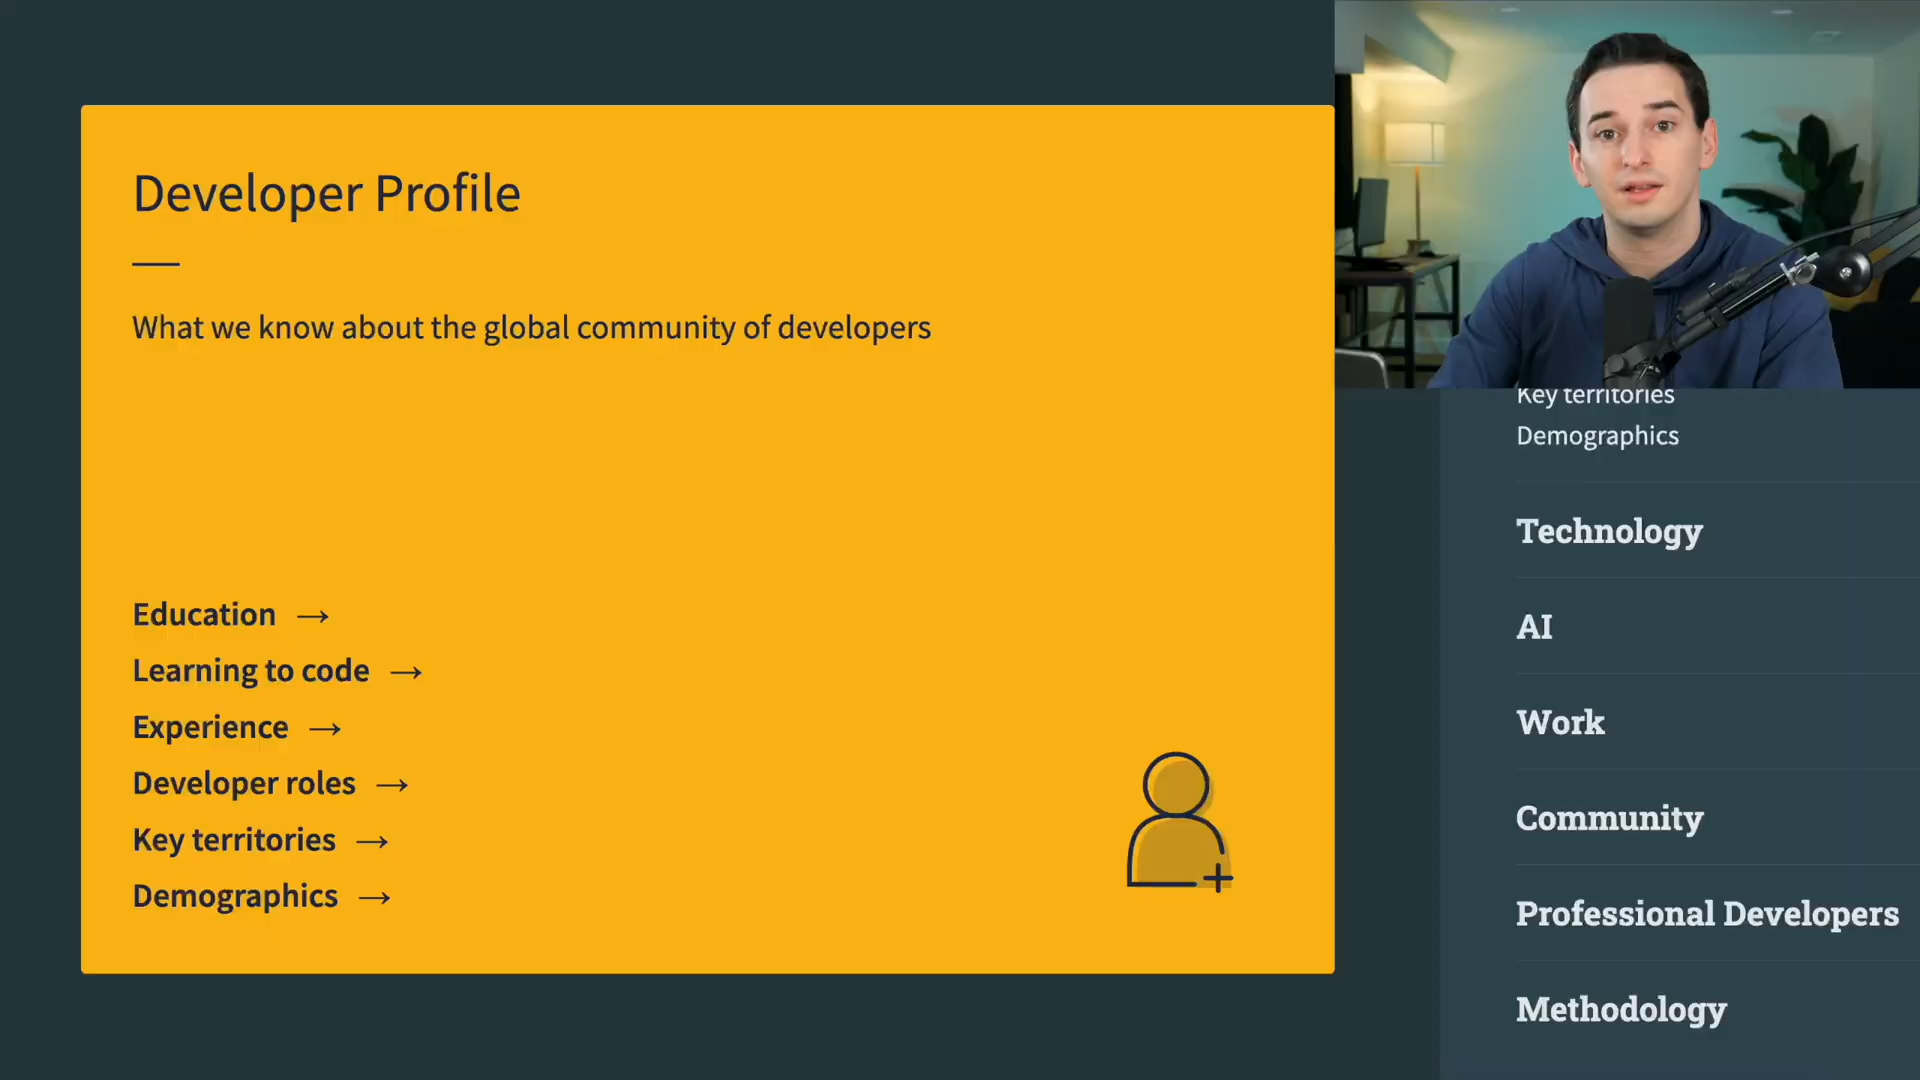 Developer Profile
What we know about the global community of developers
Education →
Learning to code →
Experience →
Developer roles →
Key territories →
Demographics →
Key territories
Demographics
Technology
AI
Work
Community
Professional Developers
Methodology